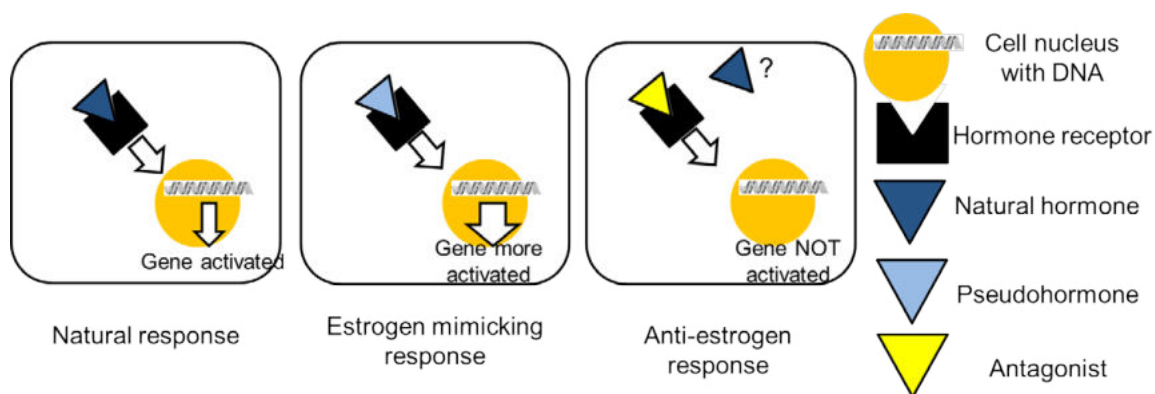 ?
Gene activated
Natural response
Gene more
activated
Estrogen mimicking
response
Gene NOT
activated
Anti-estrogen
response
Cell nucleus
with DNA
Hormone receptor
Natural hormone
Pseudohormone
Antagonist